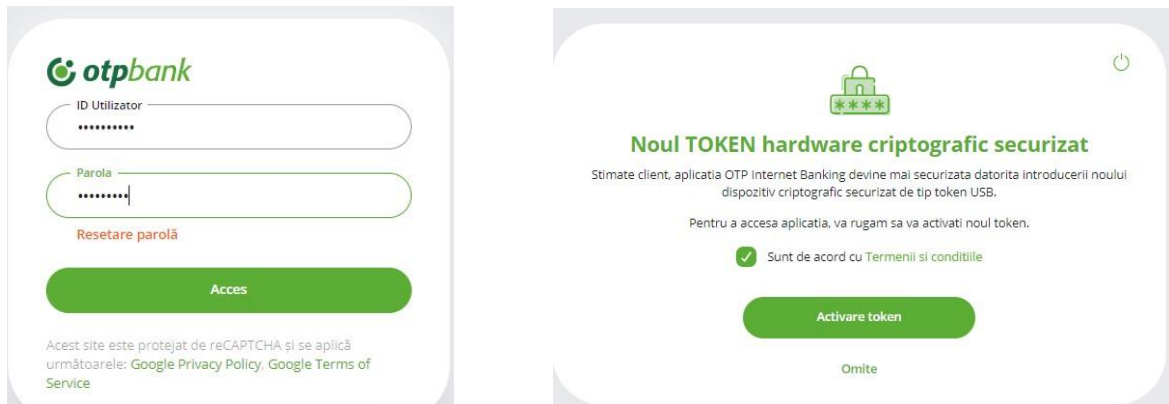 otpbank
ID Utilizator
••••••••••
Parola
•••••••••
Resetare parolă
Acces
Acest site este protejat de reCAPTCHA și se aplică
următoarele: Google Privacy Policy, Google Terms of
Service
****
Noul TOKEN hardware criptografic securizat
Stimate client, aplicatia OTP Internet Banking devine mai securizata datorita introducerii noului
dispozitiv criptografic securizat de tip token USB.
Pentru a accesa aplicatia, va rugam sa va activati noul token.
Sunt de acord cu Termenii si conditiile
Activare token
Omite